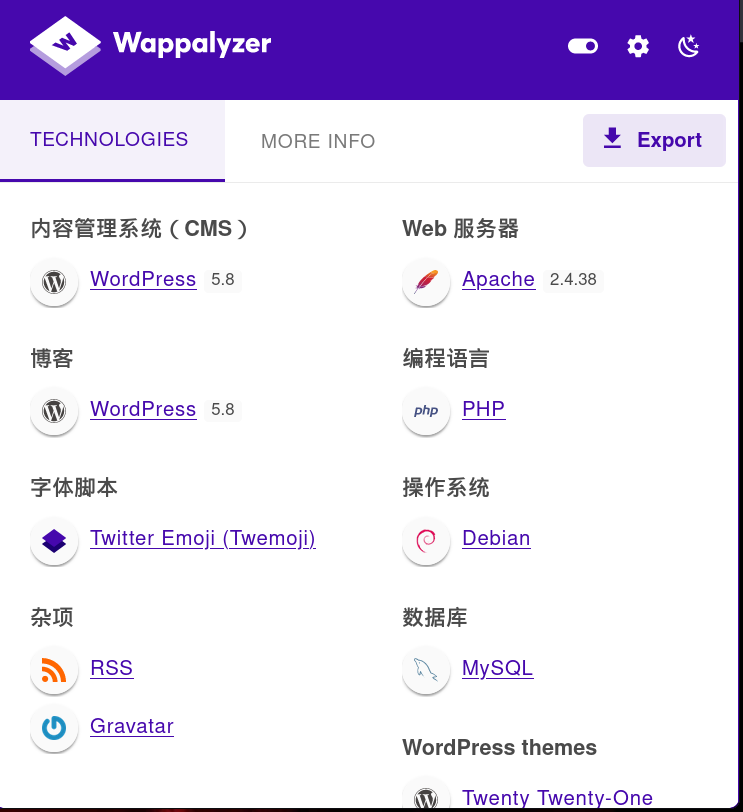 Wappalyzer
TECHNOLOGIES
MORE INFO
Export
内容管理系统（CMS）
WordPress 5.8
博客
WordPress 5.8
字体脚本
Twitter Emoji (Twemoji)
杂项
RSS
Gravatar
Web 服务器
Apache 2.4.38
编程语言
php PHP
操作系统
Debian
数据库
MySQL
WordPress themes
Twenty Twenty-One